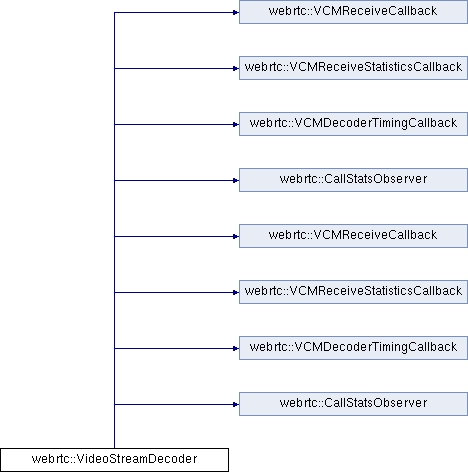 webrtc::VCMReceiveCallback
webrtc::VCMReceiveStatisticsCallback
webrtc::VCMDecoderTimingCallback
webrtc::CallStatsObserver
webrtc::VCMReceiveCallback
webrtc::VCMReceiveStatisticsCallback
webrtc::VCMDecoderTimingCallback
webrtc::CallStatsObserver
webrtc::VideoStreamDecoder